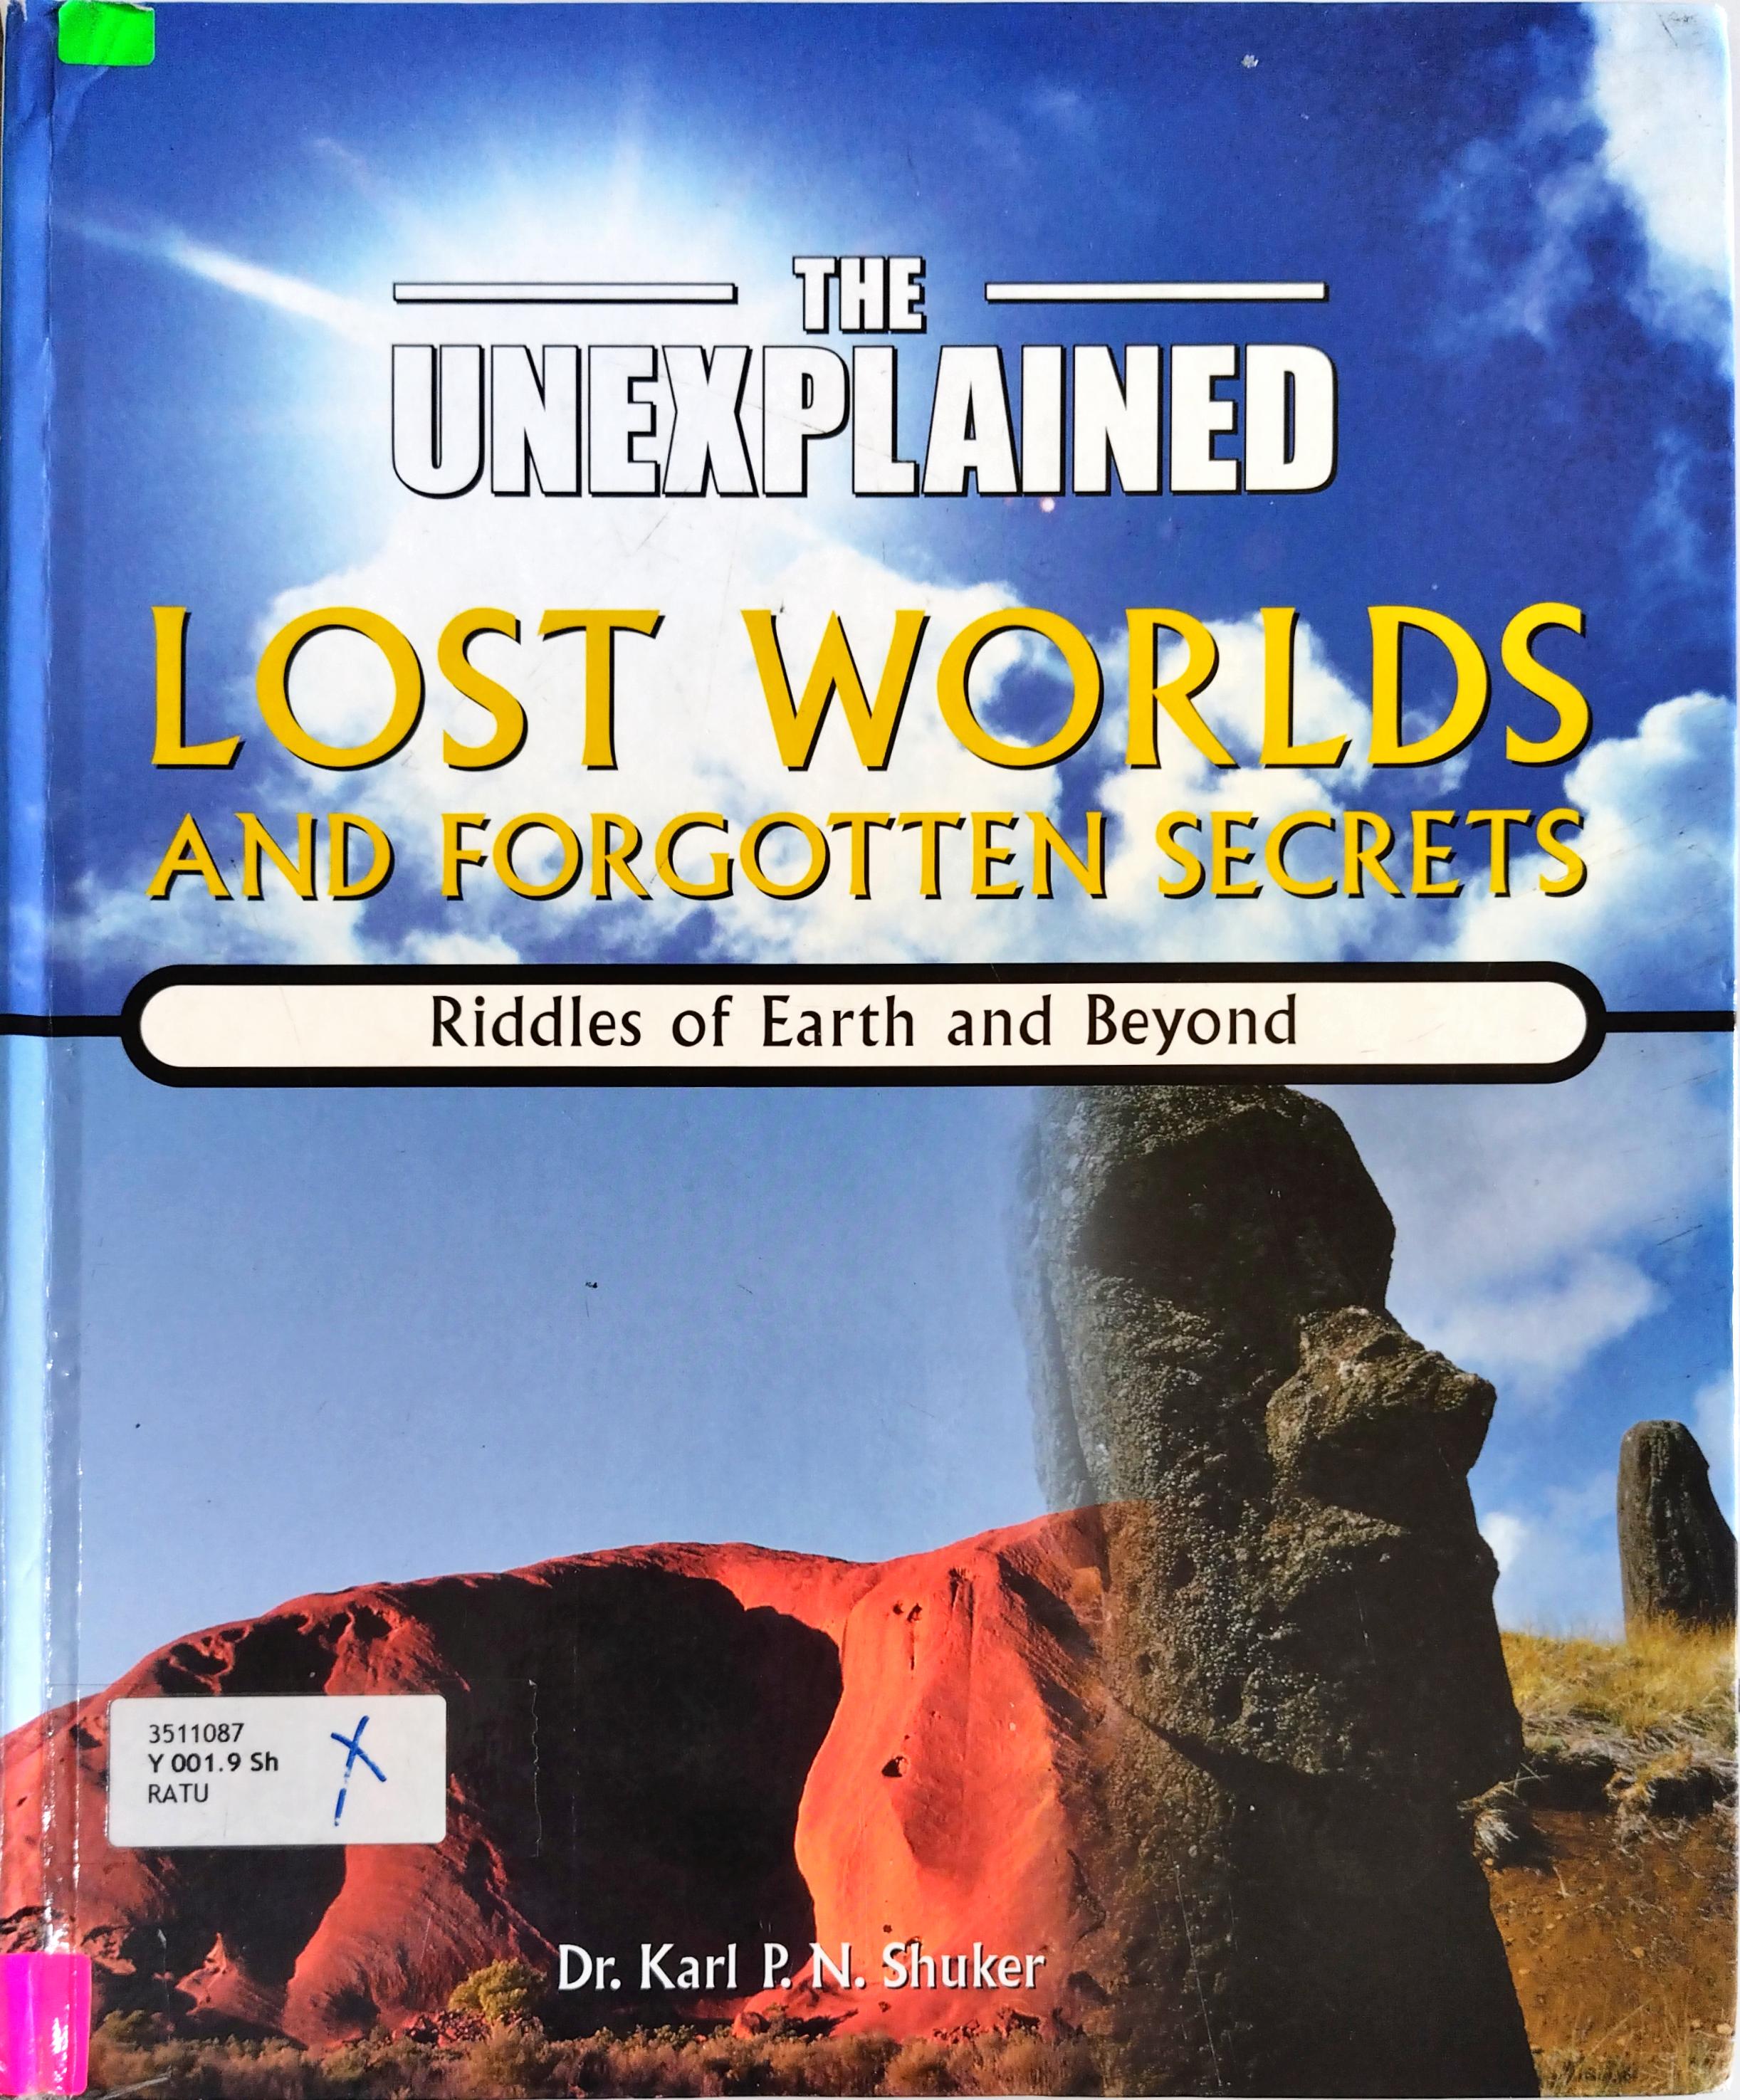 THE
UNEXPLAINED
LOST WORLDS
AND FORGOTTEN SECRETS
Riddles of Earth and Beyond
3511087
Y 001.9 Sh
RATU
Dr. Karl P. N. Shuker